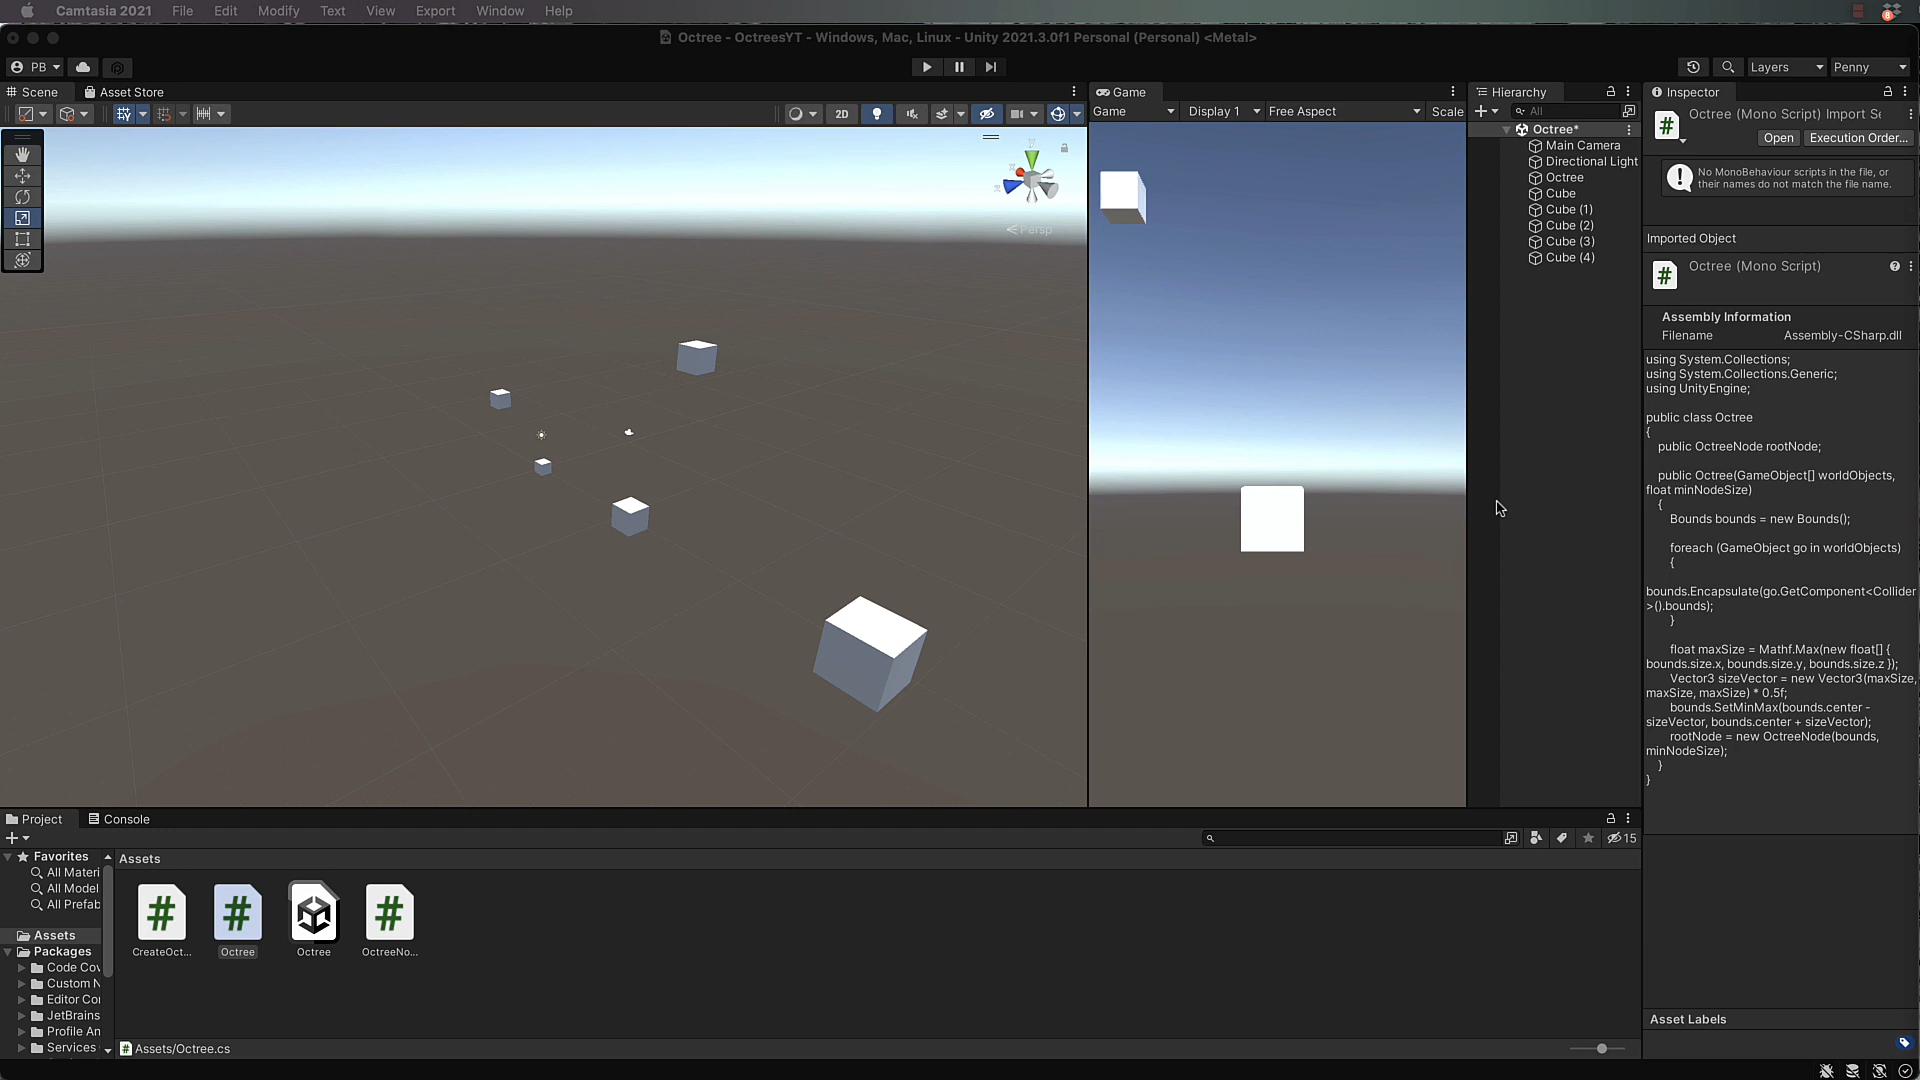 Camtasia 2021 File Edit Modify Text View Export Window Help
8
Octree - OctreesYT - Windows, Mac, Linux - Unity 2021.3.0f1 Personal (Personal) <Metal>
PB
Layers
Penny
Scene
Asset Store
2D
Persp
Game
Game
Display 1
Free Aspect
Scale
Hierarchy
All
Octree*
Main Camera
Directional Light
Octree
Cube
Cube (1)
Cube (2)
Cube (3)
Cube (4)
Inspector
Octree (Mono Script) Import Se
Open
Execution Order...
No MonoBehaviour scripts in the file, or
their names do not match the file name.
Imported Object
Octree (Mono Script)
Assembly Information
Filename Assembly-CSharp.dll
using System.Collections;
using System.Collections.Generic;
using UnityEngine;
public class Octree
{
public OctreeNode rootNode;
public Octree(GameObject[] worldObjects,
float minNodeSize)
{
Bounds bounds = new Bounds();
foreach (GameObject go in worldObjects)
{
bounds.Encapsulate(go.GetComponent<Collider
>().bounds);
}
float maxSize = Mathf.Max(new float[] {
bounds.size.x, bounds.size.y, bounds.size.z });
Vector3 sizeVector = new Vector3(maxSize,
maxSize, maxSize) * 0.5f;
bounds.SetMinMax(bounds.center -
sizeVector, bounds.center + sizeVector);
rootNode = new OctreeNode(bounds,
minNodeSize);
}
}
Asset Labels
Project
Console
15
Favorites
All Materi
All Model
All Prefab
Assets
Packages
Code Cov
Custom N
Editor Cor
JetBrains
Profile An
Services
Assets
CreateOct...
Octree
Octree
OctreeNo...
Assets/Octree.cs